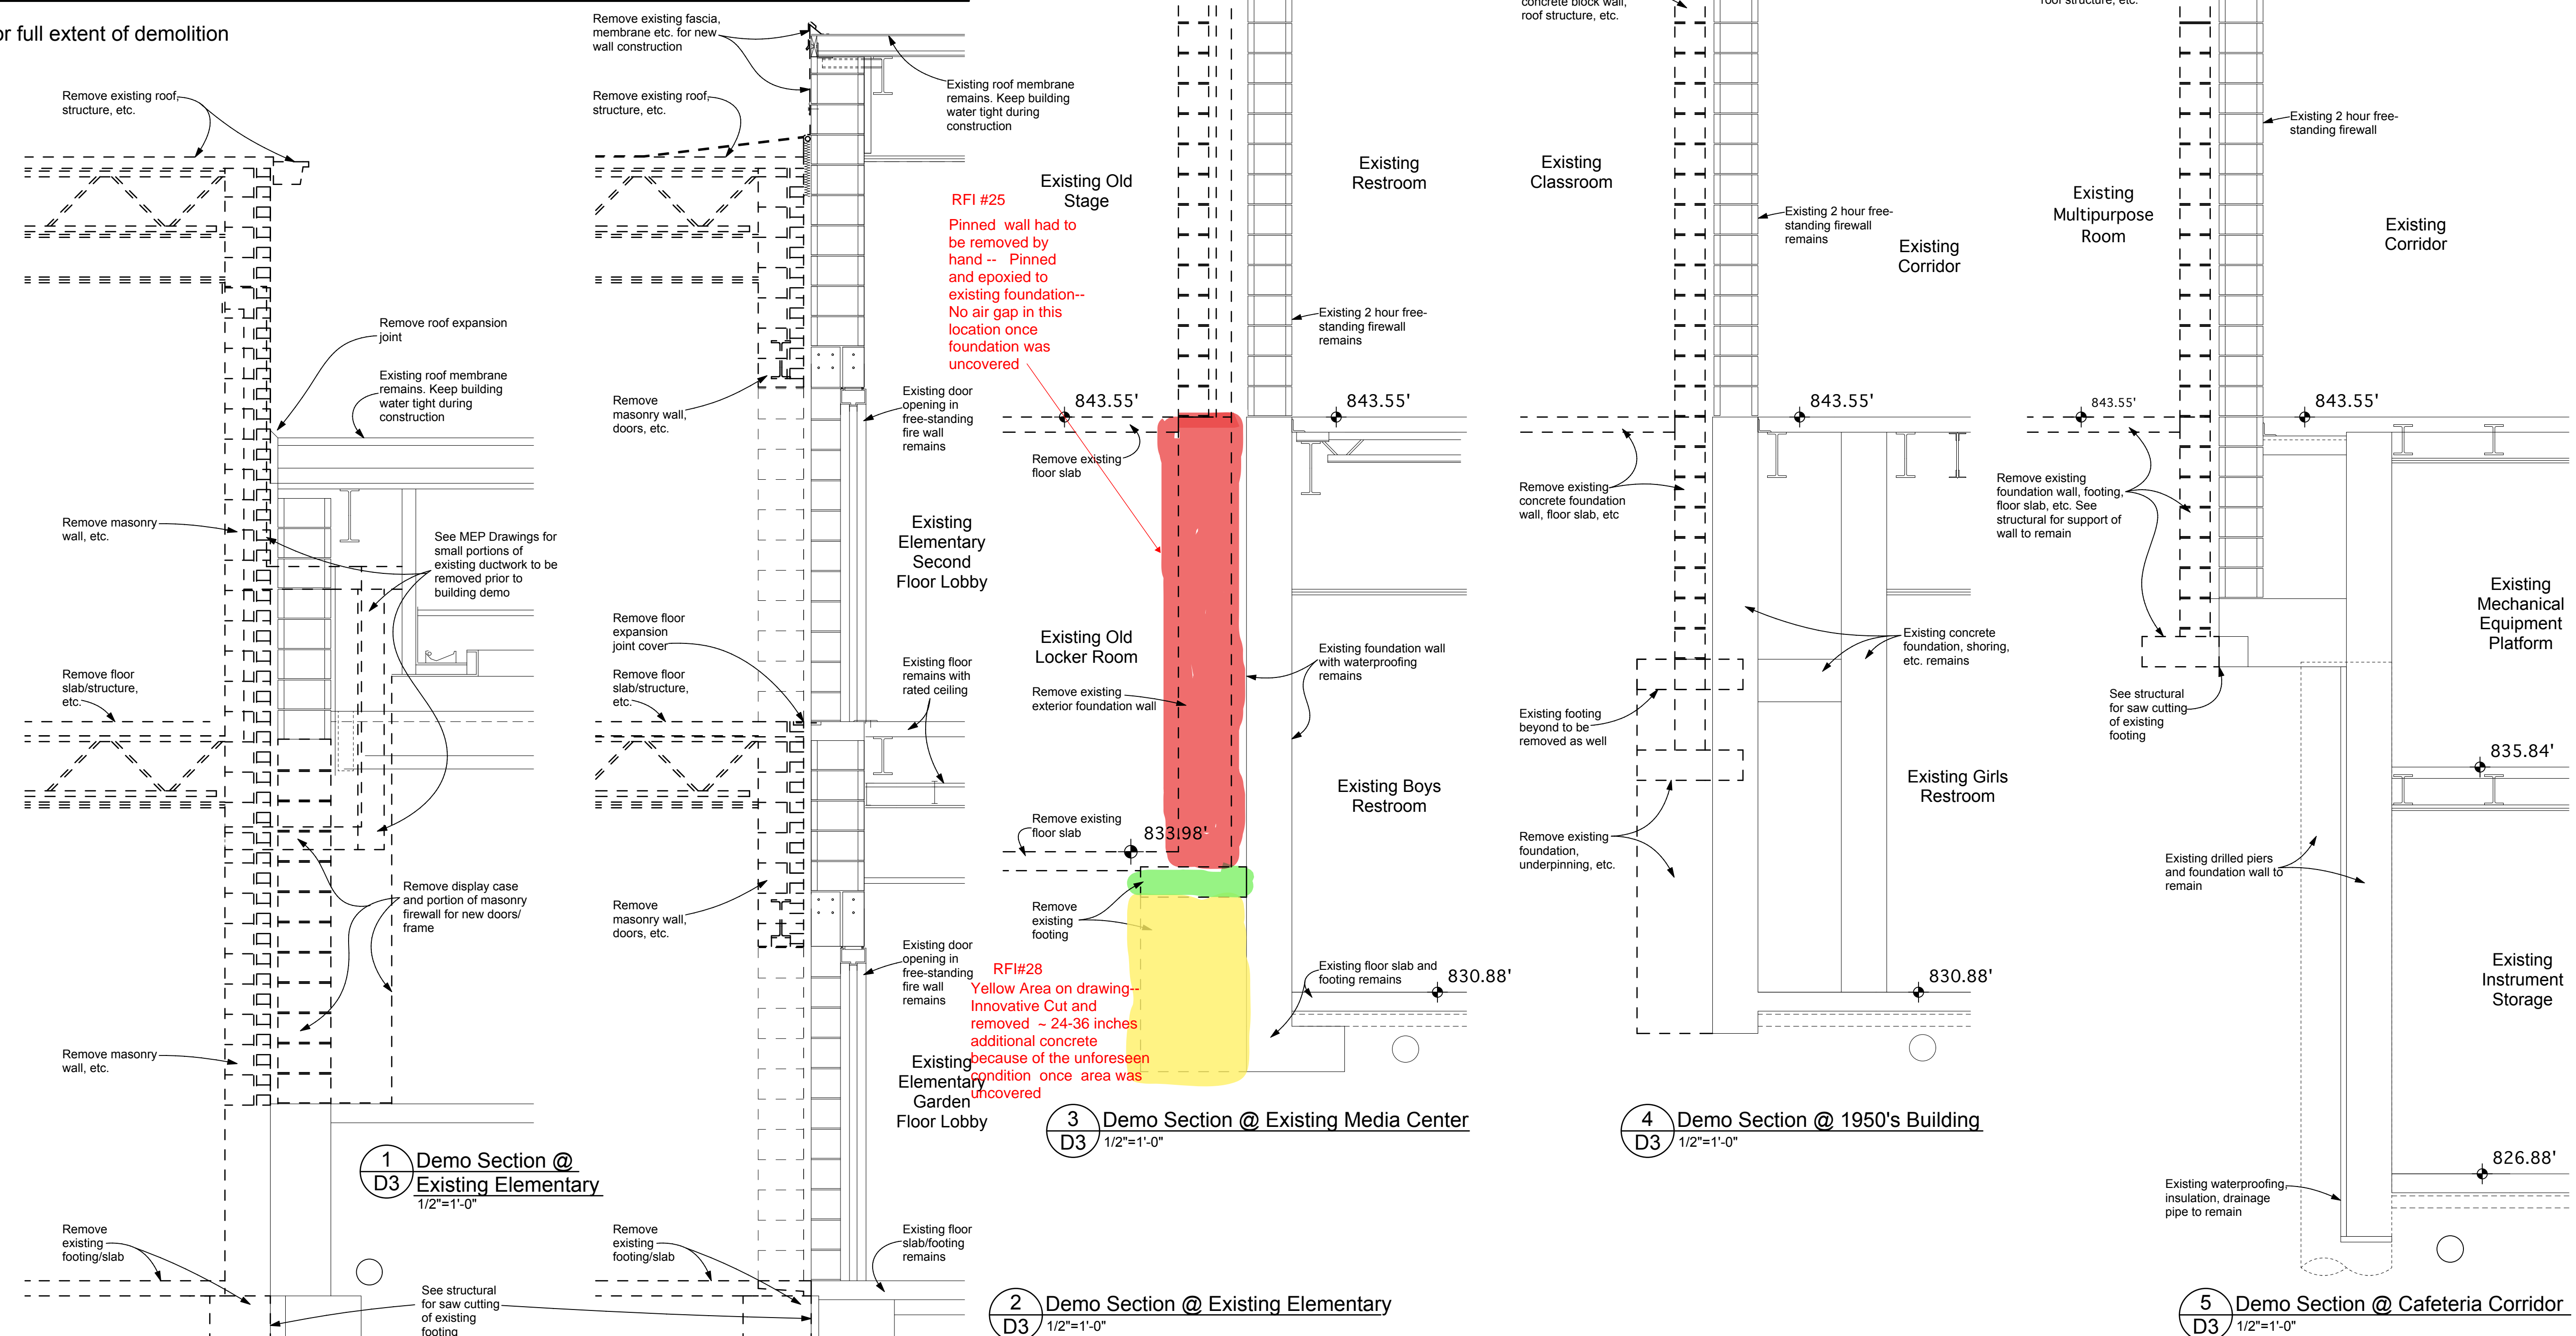 or full extent of demolition
Remove existing roof
structure, etc.
Remove roof expansion
joint
Existing roof membrane
remains. Keep building
water tight during
construction
Remove masonry
wall, etc.
See MEP Drawings for
small portions of
existing ductwork to be
removed prior to
building demo
Remove floor
slab/structure,
etc.
Remove display case
and portion of masonry
firewall for new doors/
frame
Remove masonry
wall, etc.
1
D3
Demo Section @
Existing Elementary
1/2"=1'-0"
Remove
existing
footing/slab
See structural
for saw cutting
of existing
footing
Remove existing fascia,
membrane etc. for new
wall construction
Remove existing roof,
structure, etc.
Existing roof membrane
remains. Keep building
water tight during
construction
Remove
masonry wall,
doors, etc.
Existing door
opening in
free-standing
fire wall
remains
Existing
Elementary
Second
Floor Lobby
Remove floor
expansion
joint cover
Remove floor
slab/structure,
etc.
Existing floor
remains with
rated ceiling
Remove
masonry wall,
doors, etc.
Existing door
opening in
free-standing
fire wall
remains
Existing
Elementary
Garden
Floor Lobby
Remove
existing
footing/slab
Existing floor
slab/footing
remains
2
D3
Demo Section @ Existing Elementary
1/2"=1'-0"
Existing Old
Stage
Existing
Restroom
RFI #25
Pinned wall had to
be removed by
hand -- Pinned
and epoxied to
existing foundation--
No air gap in this
location once
foundation was
uncovered
Existing 2 hour free-
standing firewall
remains
843.55'
843.55'
Remove existing
floor slab
Existing Old
Locker Room
Remove existing
exterior foundation wall
Existing foundation wall
with waterproofing
remains
Existing Boys
Restroom
Remove existing
floor slab
833.98'
Remove
existing
footing
RFI#28
Yellow Area on drawing--
Innovative Cut and
removed ~ 24-36 inches
additional concrete
because of the unforeseen
condition once area was
uncovered
Existing floor slab and
footing remains
830.88'
3
D3
Demo Section @ Existing Media Center
1/2"=1'-0"
concrete block wall,
roof structure, etc.
Existing
Classroom
Existing 2 hour free-
standing firewall
remains
Existing
Corridor
843.55'
Remove existing
concrete foundation
wall, floor slab, etc
Existing concrete
foundation, shoring,
etc. remains
Existing footing
beyond to be
removed as well
Existing Girls
Restroom
Remove existing
foundation,
underpinning, etc.
830.88'
4
D3
Demo Section @ 1950's Building
1/2"=1'-0"
Existing 2 hour free-
standing firewall
Existing
Multipurpose
Room
Existing
Corridor
843.55'
843.55'
Remove existing
foundation wall, footing,
floor slab, etc. See
structural for support of
wall to remain
Existing
Mechanical
Equipment
Platform
See structural
for saw cutting
of existing
footing
835.84'
Existing drilled piers
and foundation wall to
remain
Existing
Instrument
Storage
826.88'
Existing waterproofing,
insulation, drainage
pipe to remain
5
D3
Demo Section @ Cafeteria Corridor
1/2"=1'-0"